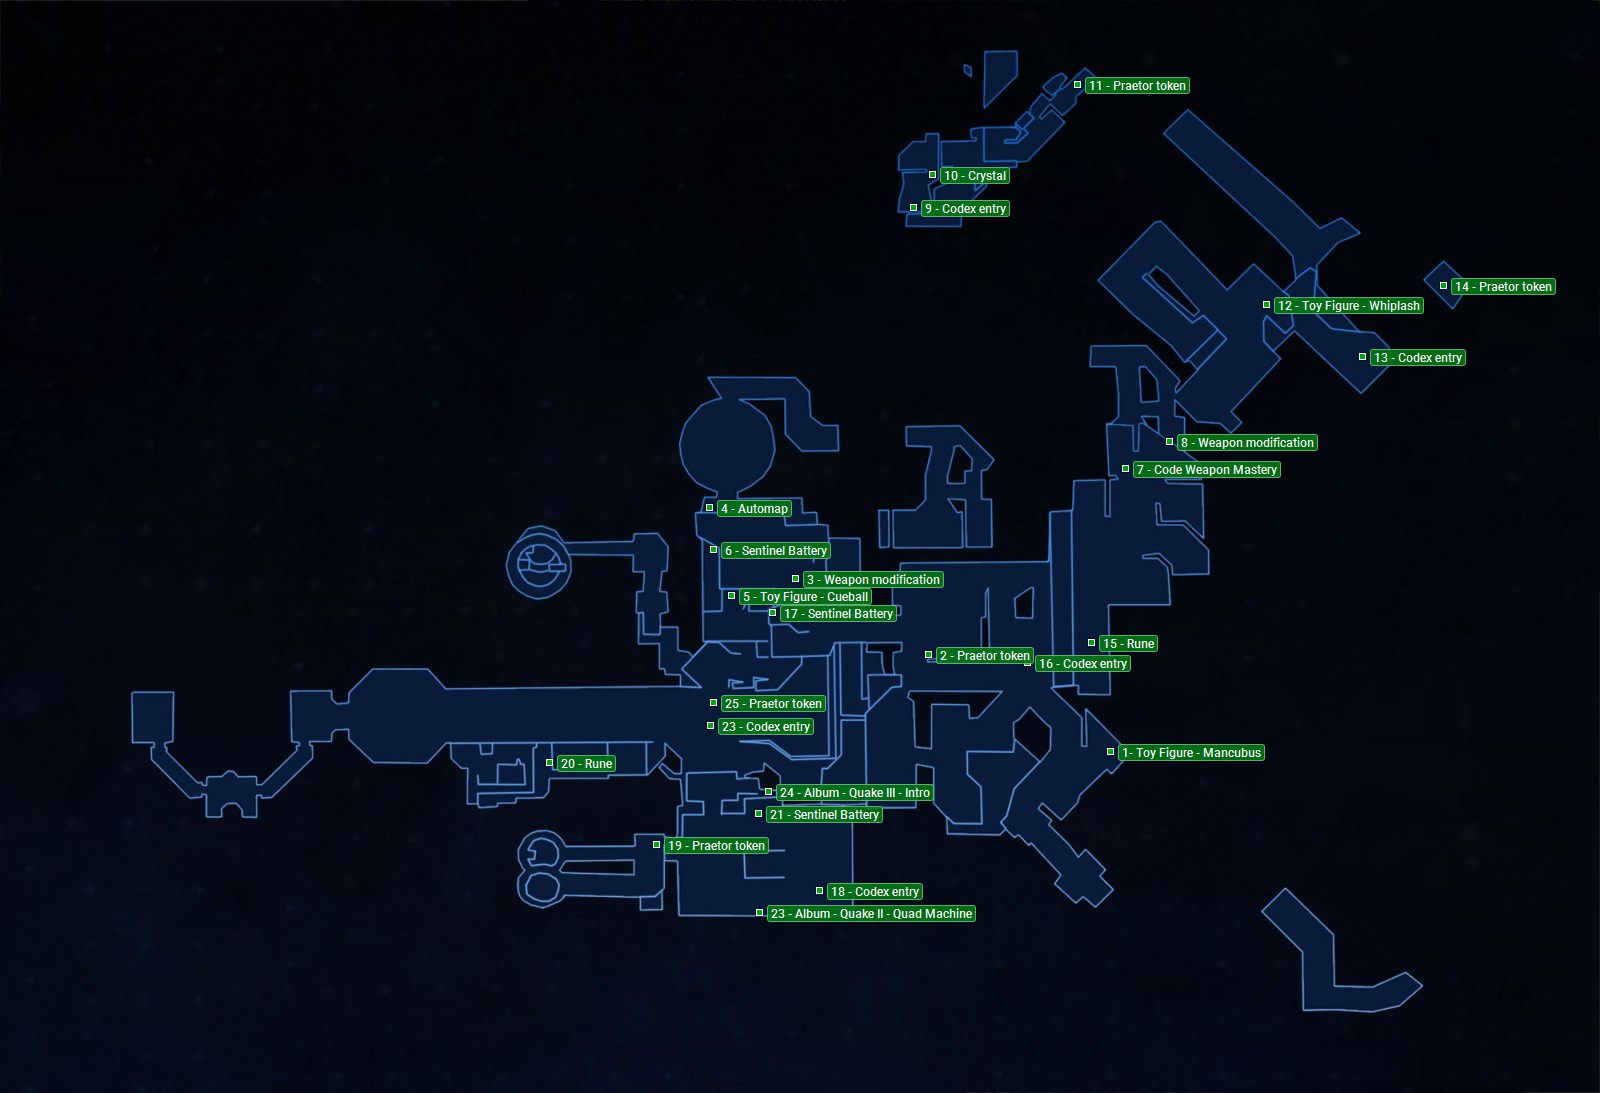 11 - Praetor token
10 - Crystal
9 - Codex entry
14 - Praetor token
12 - Toy Figure - Whiplash
13 - Codex entry
8 - Weapon modification
7 - Code Weapon Mastery
4 - Automap
6 - Sentinel Battery
3 - Weapon modification
5 - Toy Figure - Cueball
17 - Sentinel Battery
15 - Rune
2 - Praetor token
16 - Codex entry
25 - Praetor token
23 - Codex entry
1- Toy Figure - Mancubus
20 - Rune
24 - Album - Quake III - Intro
21 - Sentinel Battery
19 - Praetor token
18 - Codex entry
23 - Album - Quake II - Quad Machine